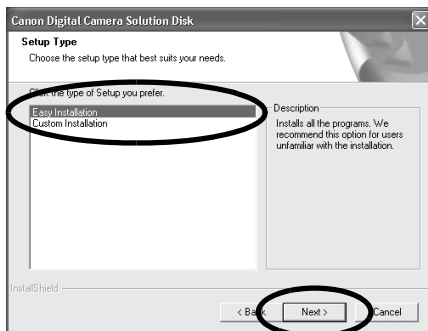 Canon Digital Camera Solution Disk
Setup Type
Choose the setup type that best suits your needs.
Click the type of Setup you prefer.
Easy Installation
Custom Installation
Description
Installs all the programs. We
recommend this option for users
unfamiliar with the installation.
InstallShield
< Back
Next >
Cancel